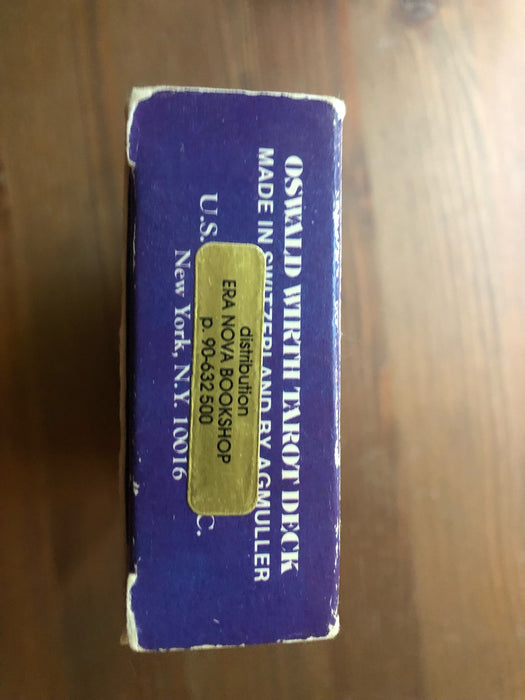 OSWALD WIRTH TAROT DECK
MADE IN SWITZERLAND BY AGMULLER
U.S. C.
New York, N.Y. 10016
distribution
ERA NOVA BOOKSHOP
p. 90-632 500